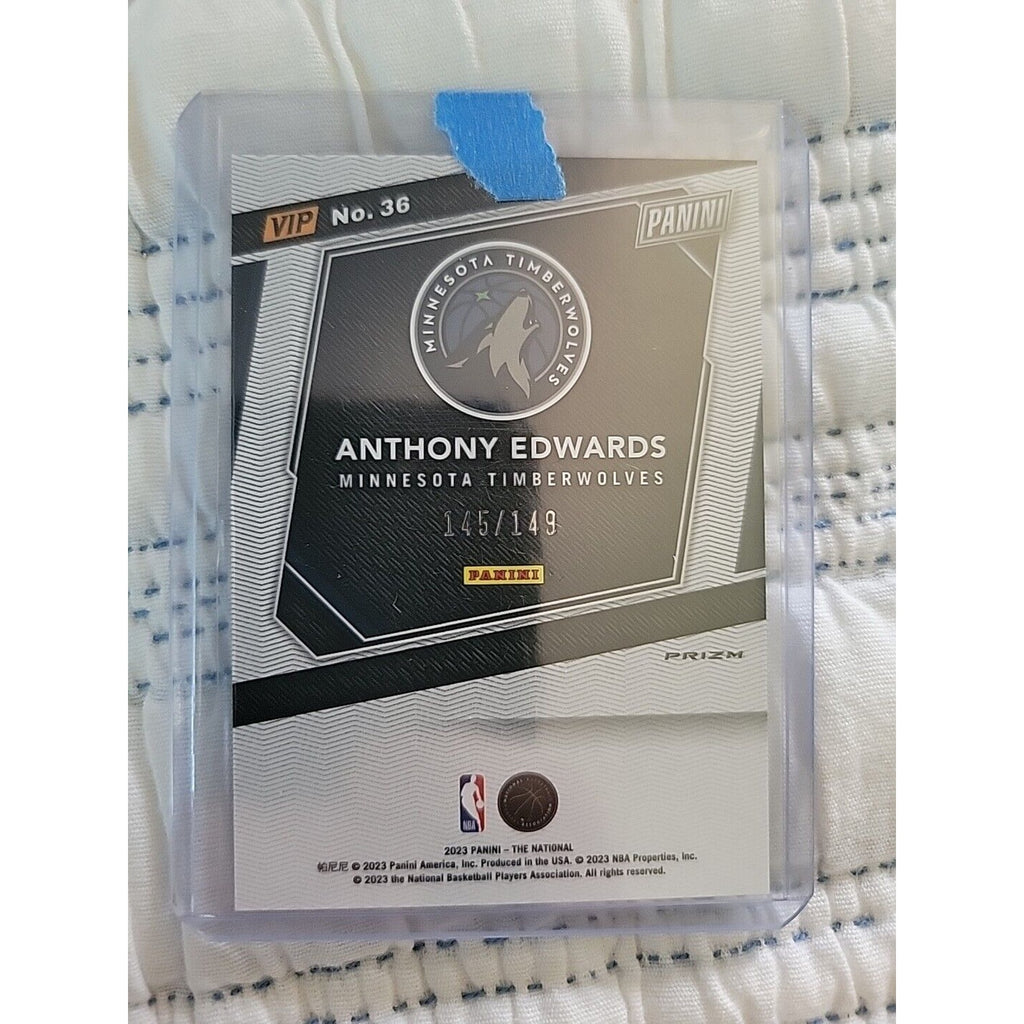 VIP No. 36
PANINI
MINNESOTA TIMBERWOLVES
ANTHONY EDWARDS
MINNESOTA TIMBERWOLVES
145/149
PANINI
PRIZM
NBA
2023 PANINI – THE NATIONAL
帕尼尼 © 2023 Panini America, Inc. Produced in the USA. © 2023 NBA Properties, Inc.
© 2023 the National Basketball Players Association. All rights reserved.